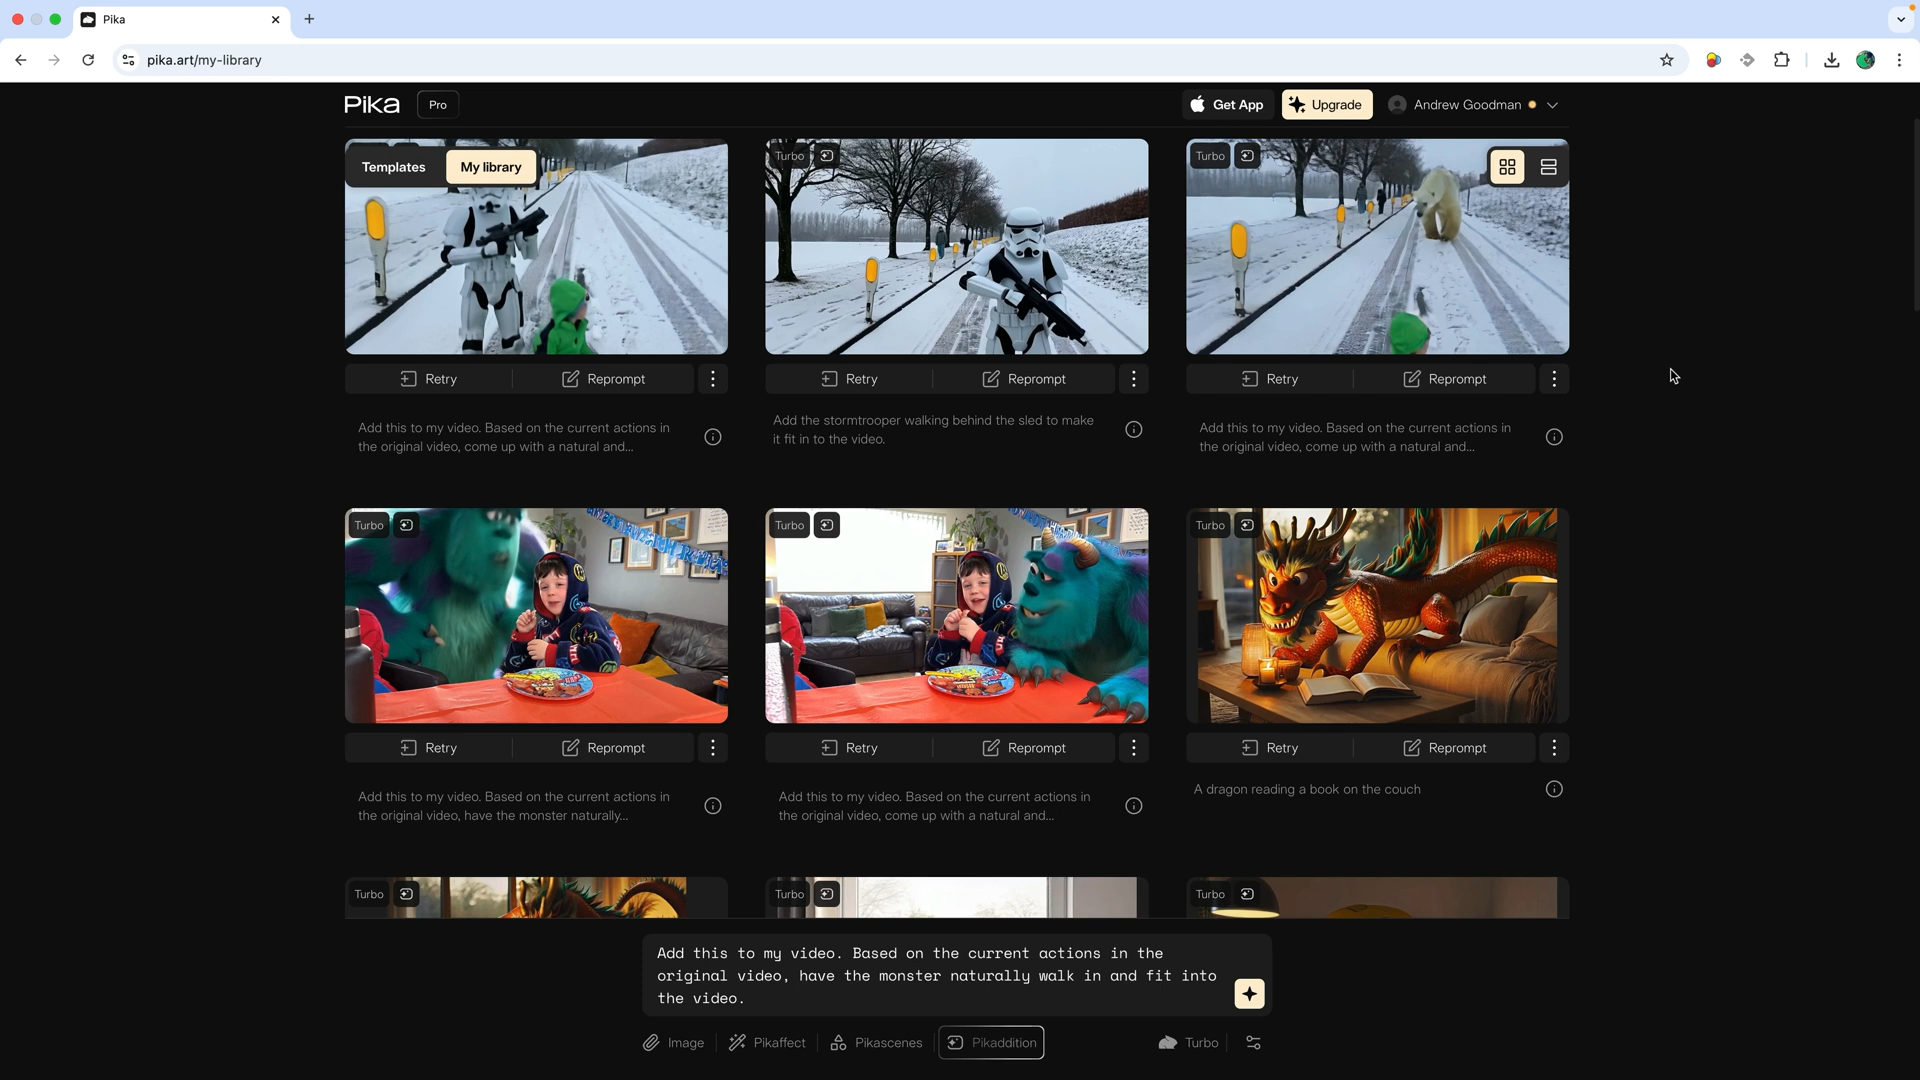 Pika
pika.art/my-library
Pika
Pro
Get App
Upgrade
Andrew Goodman
Templates
My library
Turbo
Turbo
Retry
Reprompt
Retry
Reprompt
Retry
Reprompt
Add this to my video. Based on the current actions in
the original video, come up with a natural and...
Add the stormtrooper walking behind the sled to make
it fit in to the video.
Add this to my video. Based on the current actions in
the original video, come up with a natural and...
Turbo
Turbo
Turbo
Retry
Reprompt
Retry
Reprompt
Retry
Reprompt
Add this to my video. Based on the current actions in
the original video, have the monster naturally...
Add this to my video. Based on the current actions in
the original video, come up with a natural and...
A dragon reading a book on the couch
Turbo
Turbo
Turbo
Add this to my video. Based on the current actions in the
original video, have the monster naturally walk in and fit into
the video.
Image
Pikaffect
Pikascenes
Pikaddition
Turbo